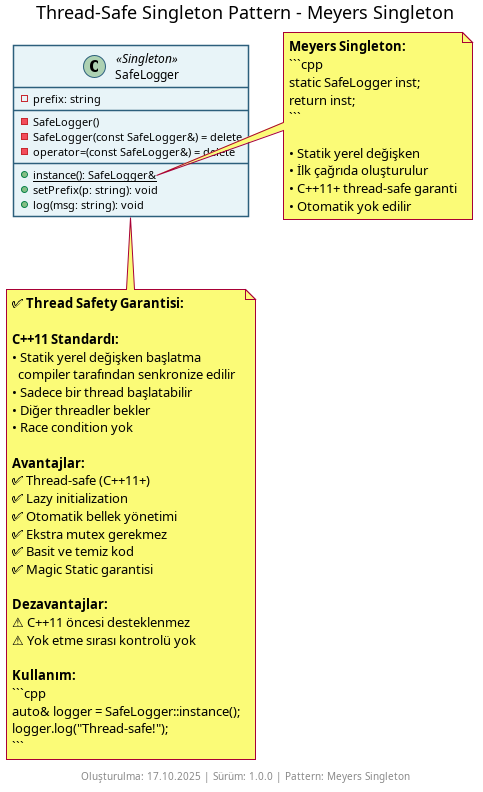 Thread-Safe Singleton Pattern - Meyers Singleton
«Singleton»
C
SafeLogger
prefix: string
SafeLogger()
SafeLogger(const SafeLogger&) = delete
operator=(const SafeLogger&) = delete
instance(): SafeLogger&
setPrefix(p: string): void
log(msg: string): void
Meyers Singleton:
```cpp
static SafeLogger inst;
return inst;
```
• Statik yerel değişken
• İlk çağrıda oluşturulur
• C++11+ thread-safe garanti
• Otomatik yok edilir
✅ Thread Safety Garantisi:
C++11 Standardı:
• Statik yerel değişken başlatma
compiler tarafından senkronize edilir
• Sadece bir thread başlatabilir
• Diğer threadler bekler
• Race condition yok
Avantajlar:
✅ Thread-safe (C++11+)
✅ Lazy initialization
✅ Otomatik bellek yönetimi
✅ Ekstra mutex gerekmez
✅ Basit ve temiz kod
✅ Magic Static garantisi
Dezavantajlar:
⚠ C++11 öncesi desteklenmez
⚠ Yok etme sırası kontrolü yok
Kullanım:
```cpp
auto& logger = SafeLogger::instance();
logger.log("Thread-safe!");
```
Oluşturulma: 17.10.2025 | Sürüm: 1.0.0 | Pattern: Meyers Singleton